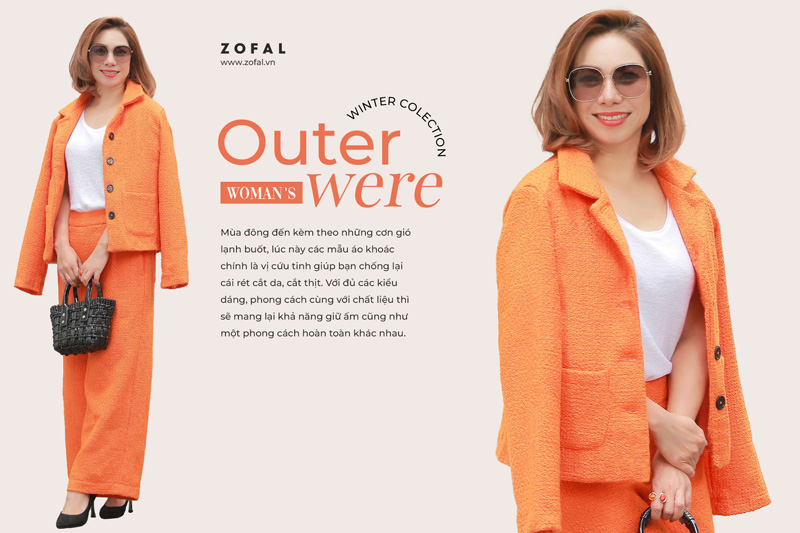 ZOFAL
www.zofal.vn
WINTER COLECTION
Outer
WOMAN'S were
Mùa đông đến kèm theo những cơn gió
lạnh buốt, lúc này các mẫu áo khoác
chính là vị cứu tinh giúp bạn chống lại
cái rét cắt da, cắt thịt. Với đủ các kiểu
dáng, phong cách cùng với chất liệu thì
sẽ mang lại khả năng giữ ấm cũng như
một phong cách hoàn toàn khác nhau.